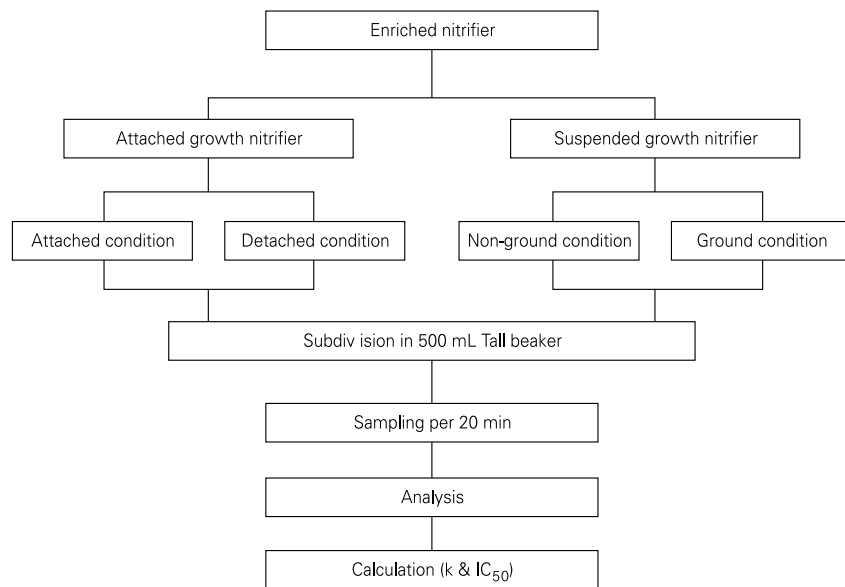 Enriched nitrifier
Attached growth nitrifier
Suspended growth nitrifier
Attached condition
Detached condition
Non-ground condition
Ground condition
Subdiv ision in 500 mL Tall beaker
Sampling per 20 min
Analysis
Calculation (k & IC50)